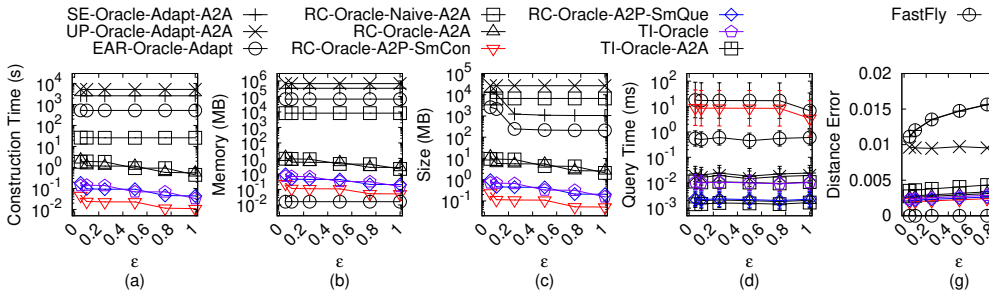 SE-Oracle-Adapt-A2A RC-Oracle-Naive-A2A RC-Oracle-A2P-SmQue FastFly
UP-Oracle-Adapt-A2A RC-Oracle-A2A TI-Oracle
EAR-Oracle-Adapt RC-Oracle-A2P-SmCon TI-Oracle-A2A
Construction Time (s)
10^4
10^3
10^2
10^1
10^0
10^-1
10^-2
0 0.2 0.4 0.6 0.8 1
ε
(a)
Memory (MB)
10^6
10^5
10^4
10^3
10^2
10^1
10^0
10^-1
10^-2
0 0.2 0.4 0.6 0.8 1
ε
(b)
Size (MB)
10^5
10^4
10^3
10^2
10^1
10^0
10^-1
0 0.2 0.4 0.6 0.8 1
ε
(c)
Query Time (ms)
10^2
10^1
10^0
10^-1
10^-2
10^-3
0 0.2 0.4 0.6 0.8 1
ε
(d)
Distance Error
0.02
0.015
0.01
0.005
0
0 0.2 0.4 0.6 0.8
ε
(g)